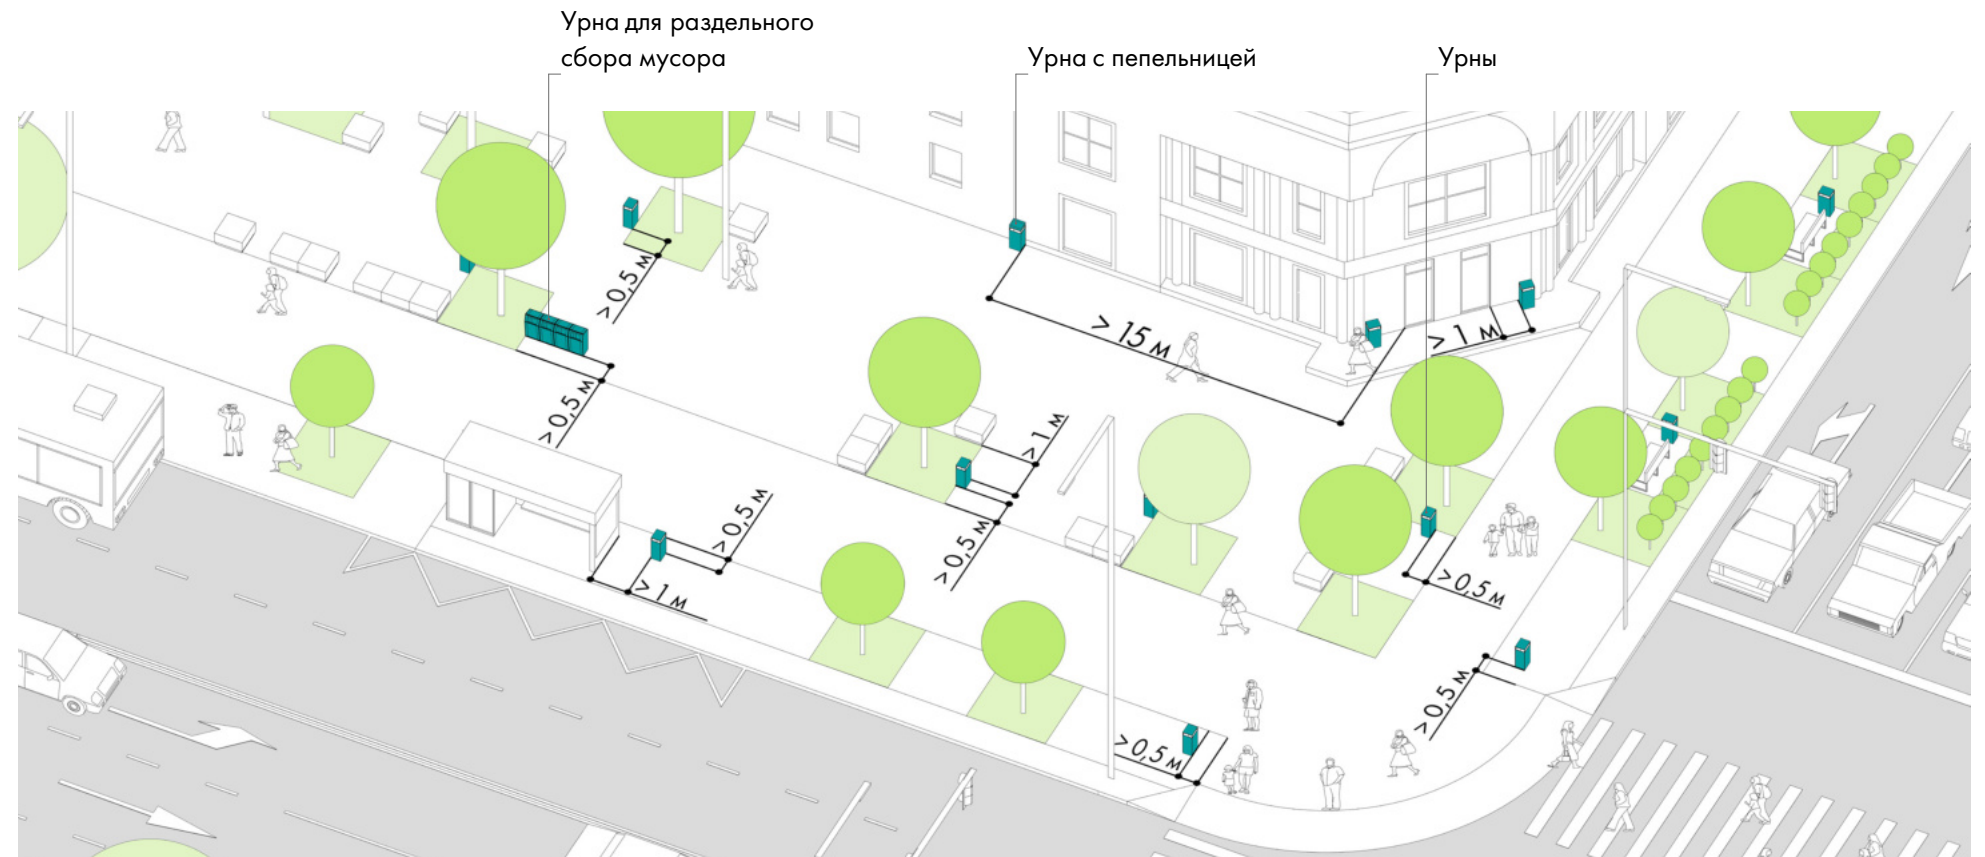 Урна для раздельного
сбора мусора
Урна с пепельницей
Урны
> 0,5 м
> 15 м
> 1 м
> 0,5 м
> 1 м
> 0,5 м
> 0,5 м
> 1 м
> 0,5 м
> 0,5 м
> 0,5 м